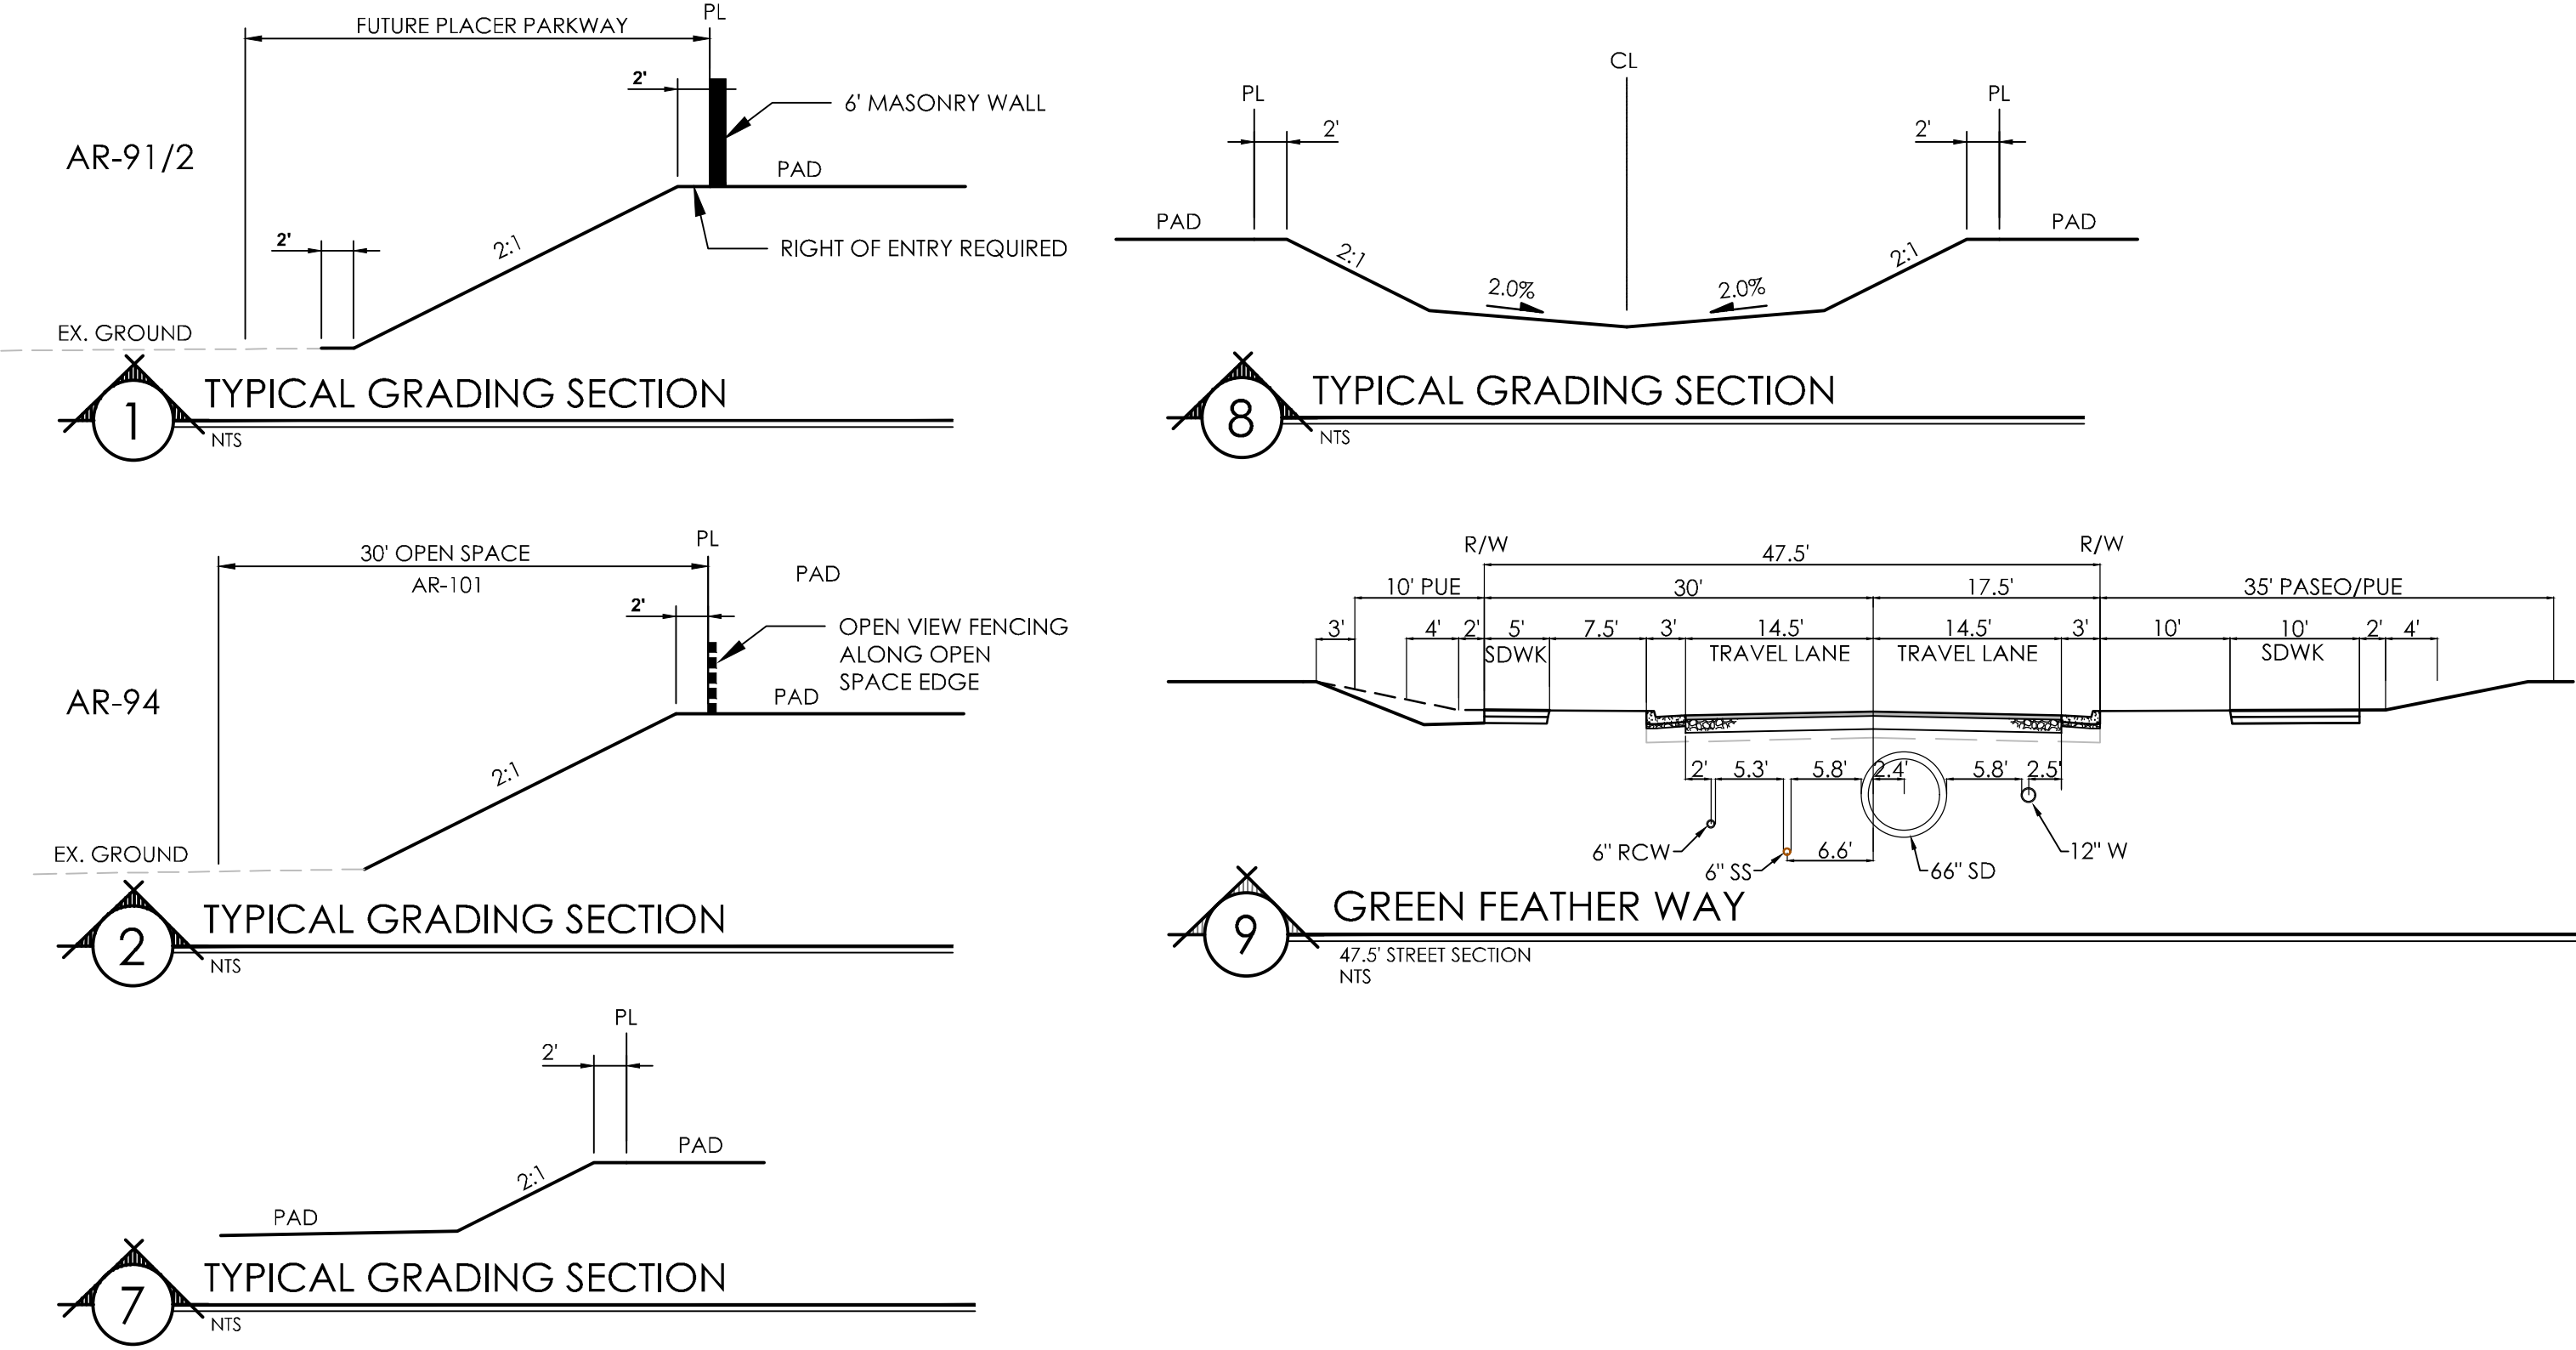 FUTURE PLACER PARKWAY
PL
2'
6' MASONRY WALL
AR-91/2
PAD
2'
2:1
RIGHT OF ENTRY REQUIRED
EX. GROUND
1
TYPICAL GRADING SECTION
NTS
CL
PL
PL
2'
2'
PAD
PAD
2:1
2:1
2.0%
2.0%
8
TYPICAL GRADING SECTION
NTS
PL
30' OPEN SPACE
AR-101
PAD
2'
OPEN VIEW FENCING
ALONG OPEN
SPACE EDGE
AR-94
PAD
2:1
EX. GROUND
2
TYPICAL GRADING SECTION
NTS
R/W
47.5'
R/W
10' PUE
30'
17.5'
35' PASEO/PUE
3'
4'
2'
5'
7.5'
3'
14.5'
14.5'
3'
10'
10'
2'
4'
SDWK
TRAVEL LANE
TRAVEL LANE
SDWK
2'
5.3'
5.8'
2.4'
5.8'
2.5'
6" RCW
6.6'
12" W
6" SS
66" SD
9
GREEN FEATHER WAY
47.5' STREET SECTION
NTS
PL
2'
PAD
2:1
PAD
7
TYPICAL GRADING SECTION
NTS